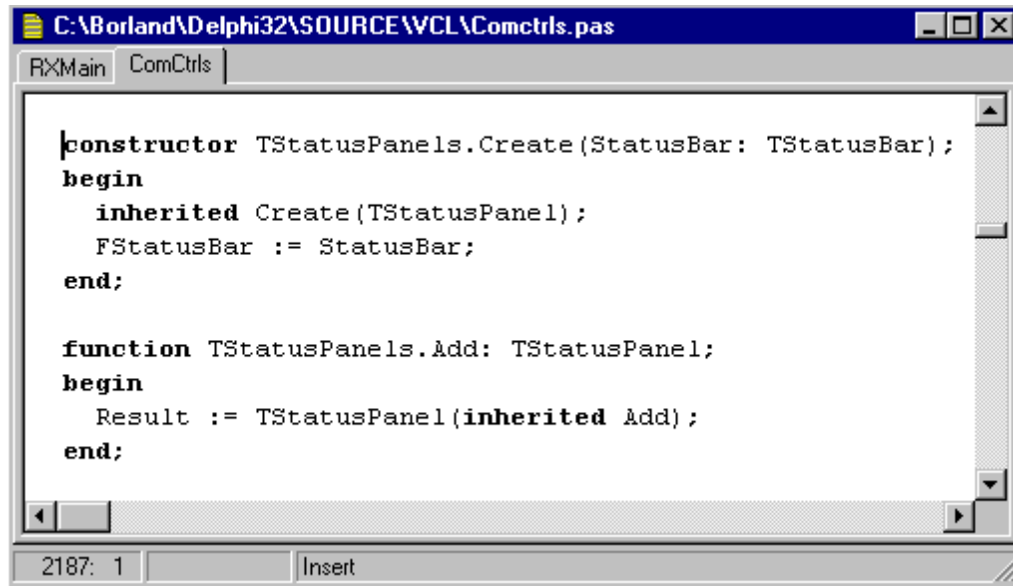 C:\Borland\Delphi32\SOURCE\VCL\Comctrls.pas
RXMain ComCtrls
constructor TStatusPanels.Create(StatusBar: TStatusBar);
begin
  inherited Create(TStatusPanel);
  FStatusBar := StatusBar;
end;
function TStatusPanels.Add: TStatusPanel;
begin
  Result := TStatusPanel(inherited Add);
end;
2187: 1 Insert